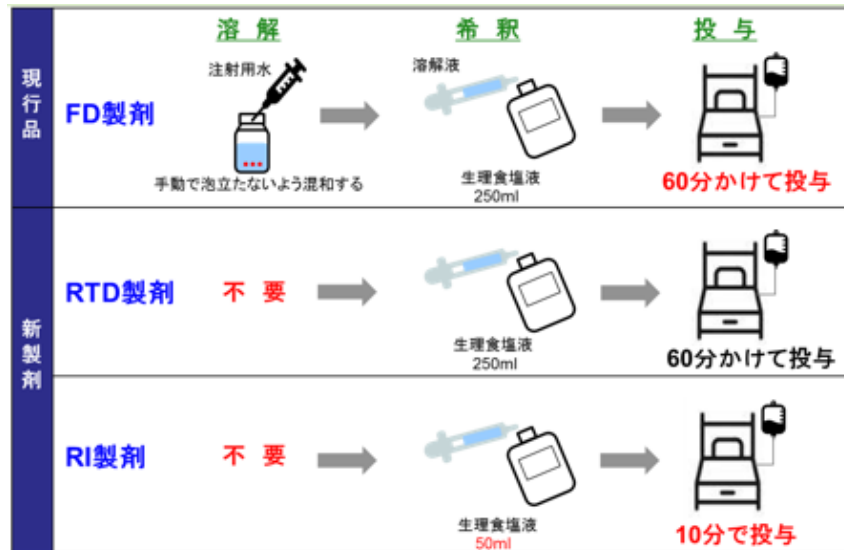 溶 解
希 釈
投 与
現行品
FD製剤
注射用水
手動で泡立たないよう混和する
溶解液
生理食塩液
250ml
60分かけて投与
新製剤
RTD製剤
不 要
生理食塩液
250ml
60分かけて投与
RI製剤
不 要
生理食塩液
50ml
10分で投与